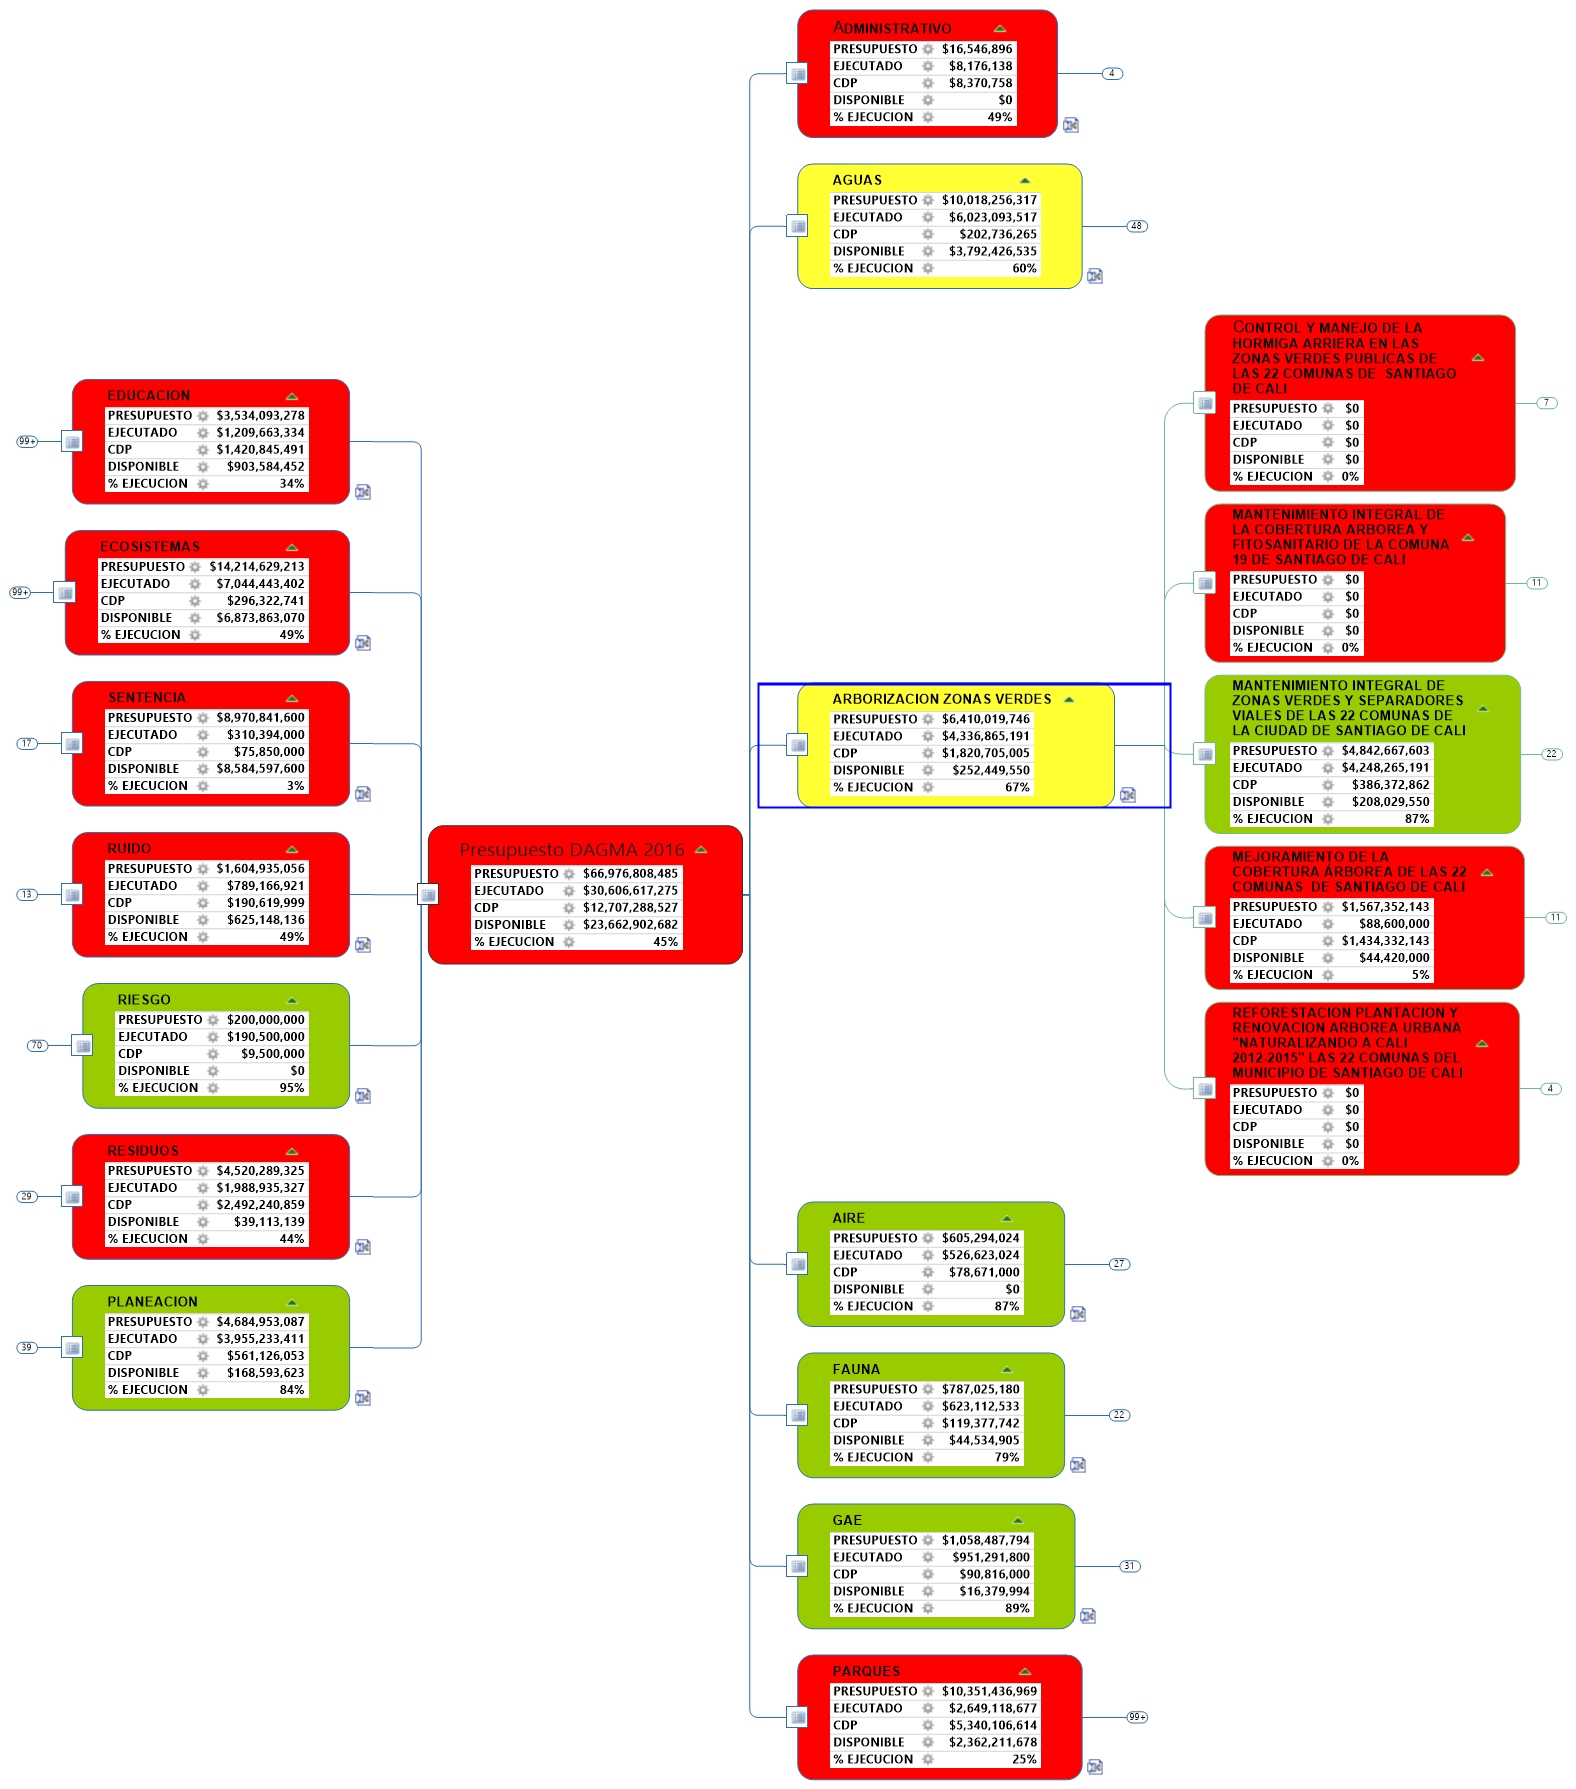 Presupuesto DAGMA 2016
PRESUPUESTO $66,976,808,485
EJECUTADO $30,606,617,275
CDP $12,707,288,527
DISPONIBLE $23,662,902,682
% EJECUCION 45%
ADMINISTRATIVO
PRESUPUESTO $16,546,896
EJECUTADO $8,176,138
CDP $8,370,758
DISPONIBLE $0
% EJECUCION 49%
4
AGUAS
PRESUPUESTO $10,018,256,317
EJECUTADO $6,023,093,517
CDP $202,736,265
DISPONIBLE $3,792,426,535
% EJECUCION 60%
48
ARBORIZACION ZONAS VERDES
PRESUPUESTO $6,410,019,746
EJECUTADO $4,336,865,191
CDP $1,820,705,005
DISPONIBLE $252,449,550
% EJECUCION 67%
CONTROL Y MANEJO DE LA
HORMIGA ARRIERA EN LAS
ZONAS VERDES PUBLICAS DE
LAS 22 COMUNAS DE SANTIAGO
DE CALI
PRESUPUESTO $0
EJECUTADO $0
CDP $0
DISPONIBLE $0
% EJECUCION 0%
7
MANTENIMIENTO INTEGRAL DE
LA COBERTURA ARBOREA Y
FITOSANITARIO DE LA COMUNA
19 DE SANTIAGO DE CALI
PRESUPUESTO $0
EJECUTADO $0
CDP $0
DISPONIBLE $0
% EJECUCION 0%
11
MANTENIMIENTO INTEGRAL DE
ZONAS VERDES Y SEPARADORES
VIALES DE LAS 22 COMUNAS DE
LA CIUDAD DE SANTIAGO DE CALI
PRESUPUESTO $4,842,667,603
EJECUTADO $4,248,265,191
CDP $386,372,862
DISPONIBLE $208,029,550
% EJECUCION 87%
22
MEJORAMIENTO DE LA
COBERTURA ARBOREA DE LAS 22
COMUNAS DE SANTIAGO DE CALI
PRESUPUESTO $1,567,352,143
EJECUTADO $88,600,000
CDP $1,434,332,143
DISPONIBLE $44,420,000
% EJECUCION 5%
11
REFORESTACION PLANTACION Y
RENOVACION ARBOREA URBANA
"NATURALIZANDO A CALI
2012-2015" LAS 22 COMUNAS DEL
MUNICIPIO DE SANTIAGO DE CALI
PRESUPUESTO $0
EJECUTADO $0
CDP $0
DISPONIBLE $0
% EJECUCION 0%
4
AIRE
PRESUPUESTO $605,294,024
EJECUTADO $526,623,024
CDP $78,671,000
DISPONIBLE $0
% EJECUCION 87%
27
FAUNA
PRESUPUESTO $787,025,180
EJECUTADO $623,112,533
CDP $119,377,742
DISPONIBLE $44,534,905
% EJECUCION 79%
22
GAE
PRESUPUESTO $1,058,487,794
EJECUTADO $951,291,800
CDP $90,816,000
DISPONIBLE $16,379,994
% EJECUCION 89%
31
PARQUES
PRESUPUESTO $10,351,436,969
EJECUTADO $2,649,118,677
CDP $5,340,106,614
DISPONIBLE $2,362,211,678
% EJECUCION 25%
99+
EDUCACION
PRESUPUESTO $3,534,093,278
EJECUTADO $1,209,663,334
CDP $1,420,845,491
DISPONIBLE $903,584,452
% EJECUCION 34%
99+
ECOSISTEMAS
PRESUPUESTO $14,214,629,213
EJECUTADO $7,044,443,402
CDP $296,322,741
DISPONIBLE $6,873,863,070
% EJECUCION 49%
99+
SENTENCIA
PRESUPUESTO $8,970,841,600
EJECUTADO $310,394,000
CDP $75,850,000
DISPONIBLE $8,584,597,600
% EJECUCION 3%
17
RUIDO
PRESUPUESTO $1,604,935,056
EJECUTADO $789,166,921
CDP $190,619,999
DISPONIBLE $625,148,136
% EJECUCION 49%
13
RIESGO
PRESUPUESTO $200,000,000
EJECUTADO $190,500,000
CDP $9,500,000
DISPONIBLE $0
% EJECUCION 95%
70
RESIDUOS
PRESUPUESTO $4,520,289,325
EJECUTADO $1,988,935,327
CDP $2,492,240,859
DISPONIBLE $39,113,139
% EJECUCION 44%
29
PLANEACION
PRESUPUESTO $4,684,953,087
EJECUTADO $3,955,233,411
CDP $561,126,053
DISPONIBLE $168,593,623
% EJECUCION 84%
39